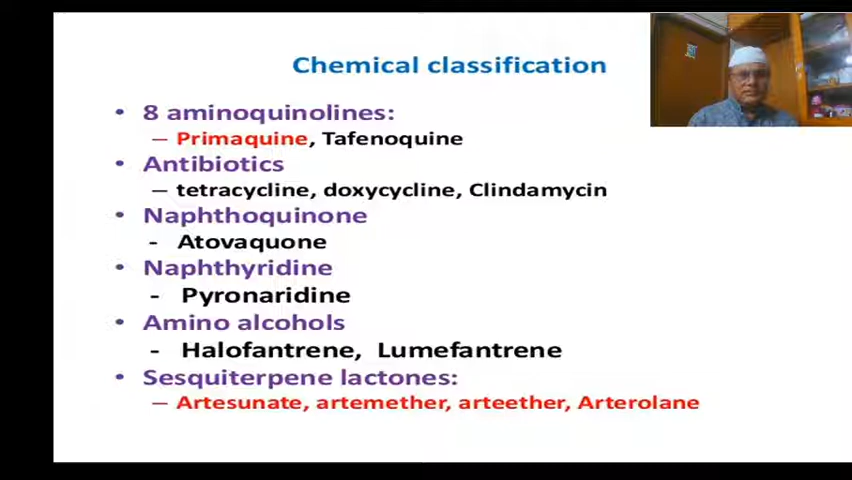 Chemical classification
• 8 aminoquinolines:
– Primaquine, Tafenoquine
• Antibiotics
– tetracycline, doxycycline, Clindamycin
• Naphthoquinone
- Atovaquone
• Naphthyridine
- Pyronaridine
• Amino alcohols
- Halofantrene, Lumefantrene
• Sesquiterpene lactones:
– Artesunate, artemether, arteether, Arterolane